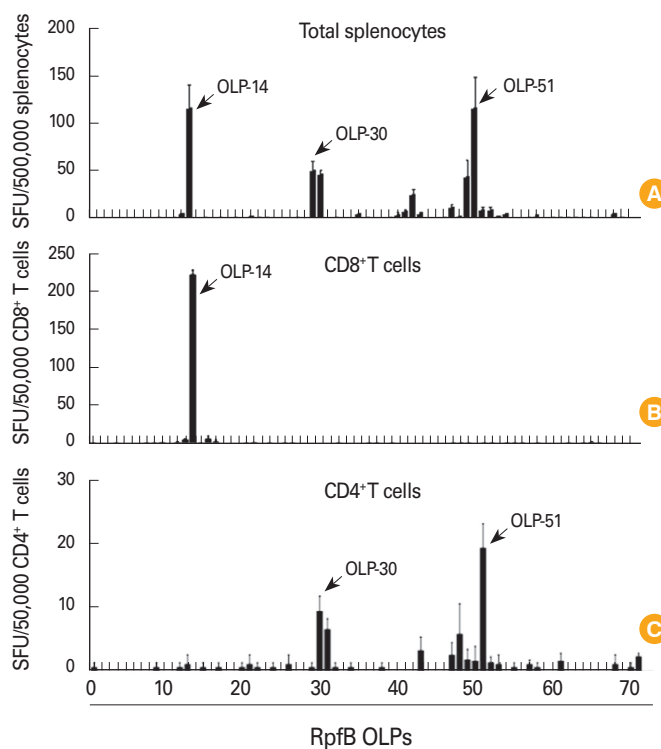 Total splenocytes
SFU/500,000 splenocytes
200
150
100
50
0
OLP-14
OLP-30
OLP-51
A
CD8+T cells
SFU/50,000 CD8+ T cells
250
200
150
100
50
0
OLP-14
B
CD4+T cells
SFU/50,000 CD4+ T cells
30
20
10
0
OLP-30
OLP-51
C
0 10 20 30 40 50 60 70
RpfB OLPs